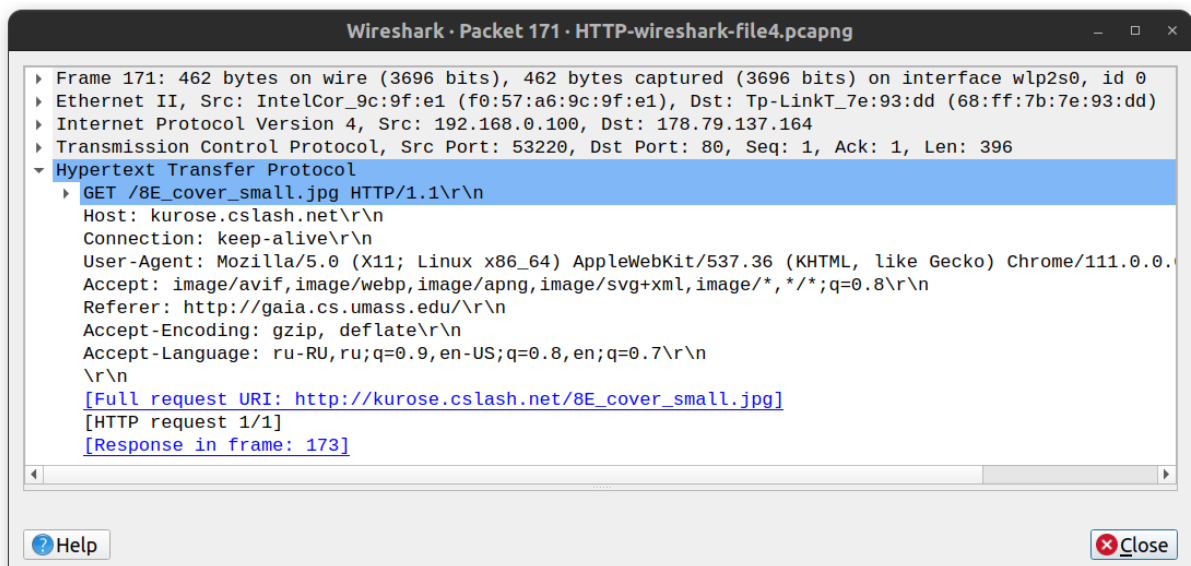 Wireshark · Packet 171 · HTTP-wireshark-file4.pcapng
Frame 171: 462 bytes on wire (3696 bits), 462 bytes captured (3696 bits) on interface wlp2s0, id 0
Ethernet II, Src: IntelCor_9c:9f:e1 (f0:57:a6:9c:9f:e1), Dst: Tp-LinkT_7e:93:dd (68:ff:7b:7e:93:dd)
Internet Protocol Version 4, Src: 192.168.0.100, Dst: 178.79.137.164
Transmission Control Protocol, Src Port: 53220, Dst Port: 80, Seq: 1, Ack: 1, Len: 396
Hypertext Transfer Protocol
GET /8E_cover_small.jpg HTTP/1.1\r\n
Host: kurose.cslash.net\r\n
Connection: keep-alive\r\n
User-Agent: Mozilla/5.0 (X11; Linux x86_64) AppleWebKit/537.36 (KHTML, like Gecko) Chrome/111.0.0.
Accept: image/avif,image/webp,image/apng,image/svg+xml,image/*,*/*;q=0.8\r\n
Referer: http://gaia.cs.umass.edu/\r\n
Accept-Encoding: gzip, deflate\r\n
Accept-Language: ru-RU,ru;q=0.9,en-US;q=0.8,en;q=0.7\r\n
\r\n
[Full request URI: http://kurose.cslash.net/8E_cover_small.jpg]
[HTTP request 1/1]
[Response in frame: 173]
Help
Close